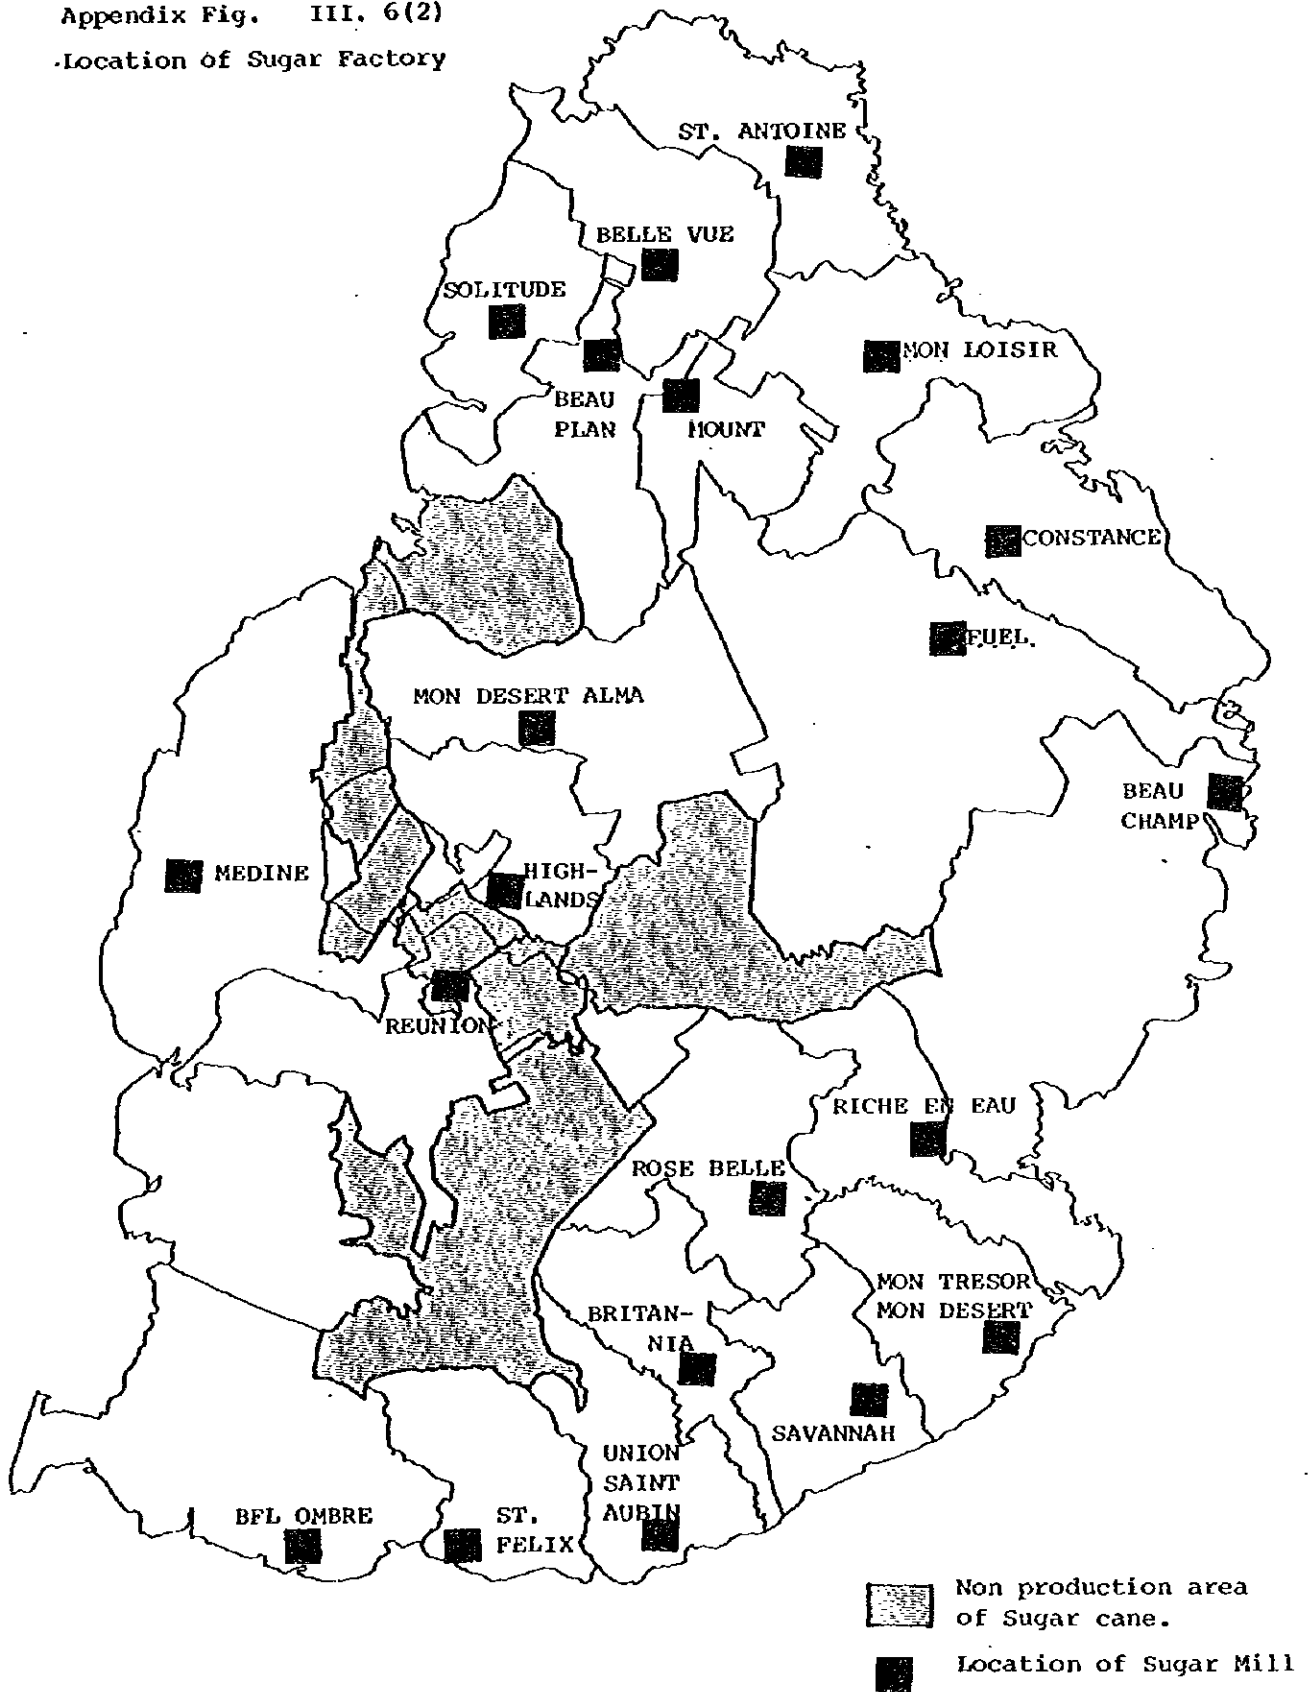 Appendix Fig. III. 6(2)
Location of Sugar Factory
ST. ANTOINE
BELLE VUE
SOLITUDE
MON LOISIR
BEAU
PLAN
MOUNT
CONSTANCE
FUEL.
MON DESERT ALMA
BEAU
CHAMP
MEDINE
HIGH-
LANDS
REUNION
RICHE EN EAU
ROSE BELLE
MON TRESOR
MON DESERT
BRITAN-
NIA
SAVANNAH
UNION
SAINT
AUBIN
BFL OMBRE
ST.
FELIX
Non production area
of Sugar cane.
Location of Sugar Mill